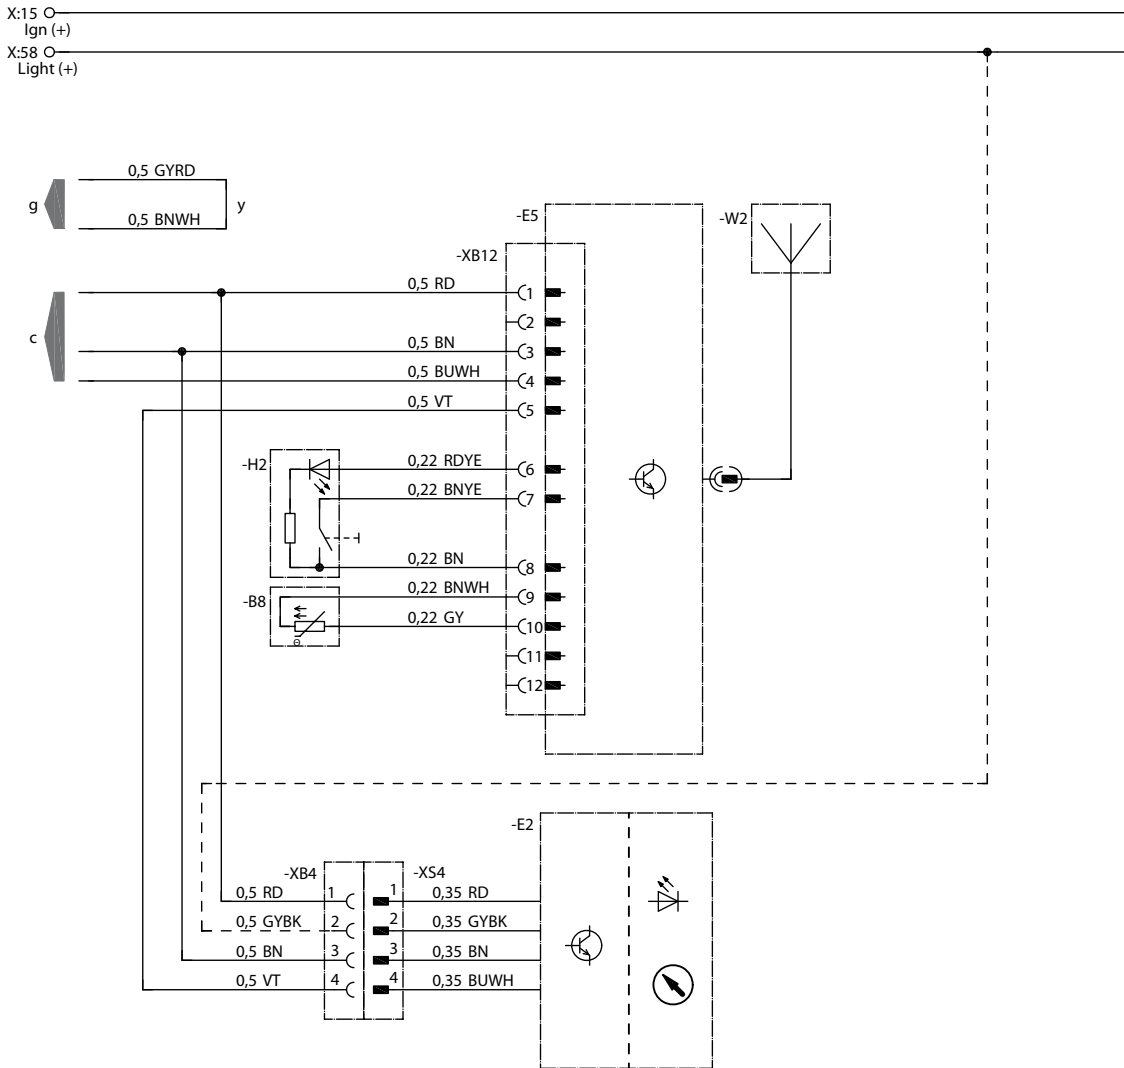 X:15
Ign (+)
X:58
Light (+)
0,5 GYRD
g
y
0,5 BNWH
-E5
-W2
-XB12
0,5 RD
1
2
c
0,5 BN
3
0,5 BUWH
4
0,5 VT
5
-H2
0,22 RDYE
6
0,22 BNYE
7
0,22 BN
8
0,22 BNWH
9
-B8
0,22 GY
10
Θ
11
12
-E2
-XB4
-XS4
0,5 RD
1
1
0,35 RD
0,5 GYBK
2
2
0,35 GYBK
0,5 BN
3
3
0,35 BN
0,5 VT
4
4
0,35 BUWH